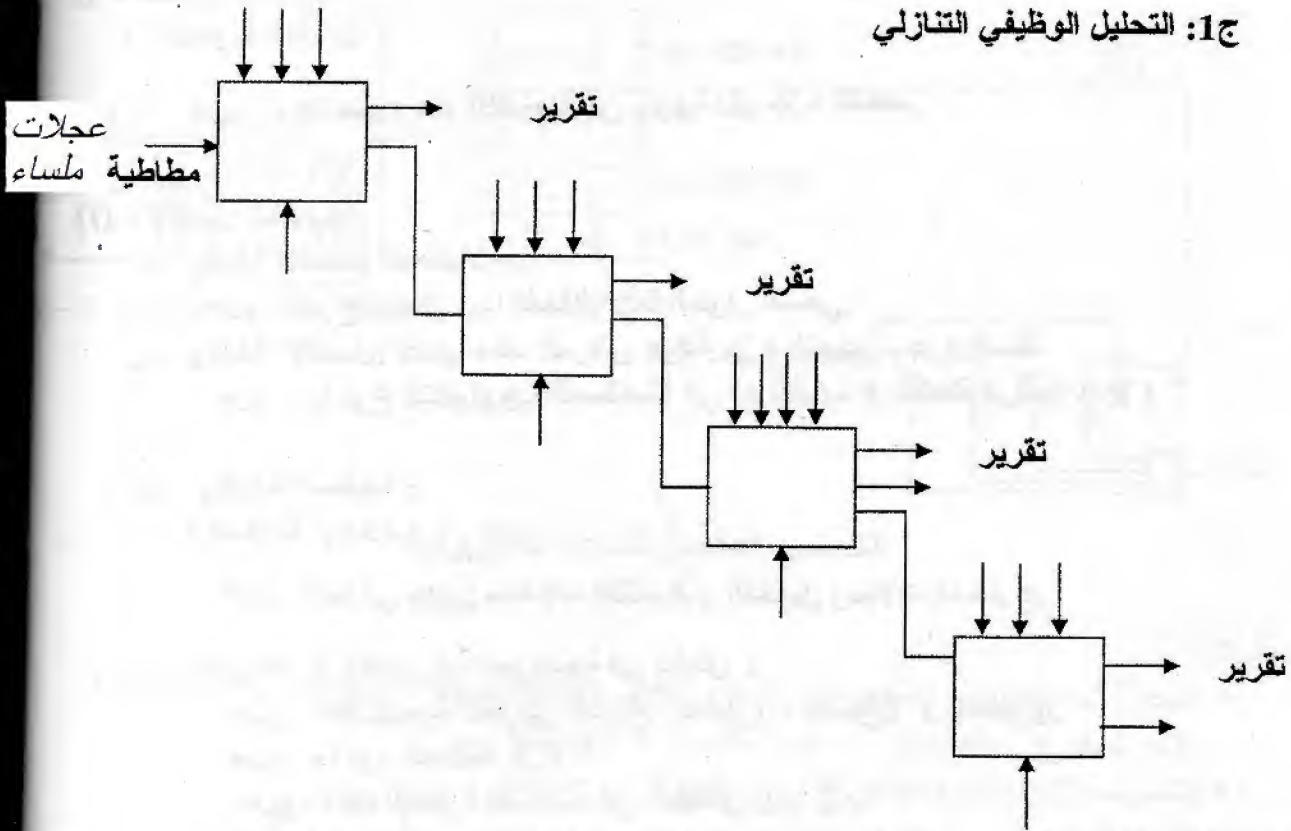 ج1: التحليل الوظيفي التنازلي
تقرير
عجلات
مطاطية ملساء
تقرير
تقرير
تقرير